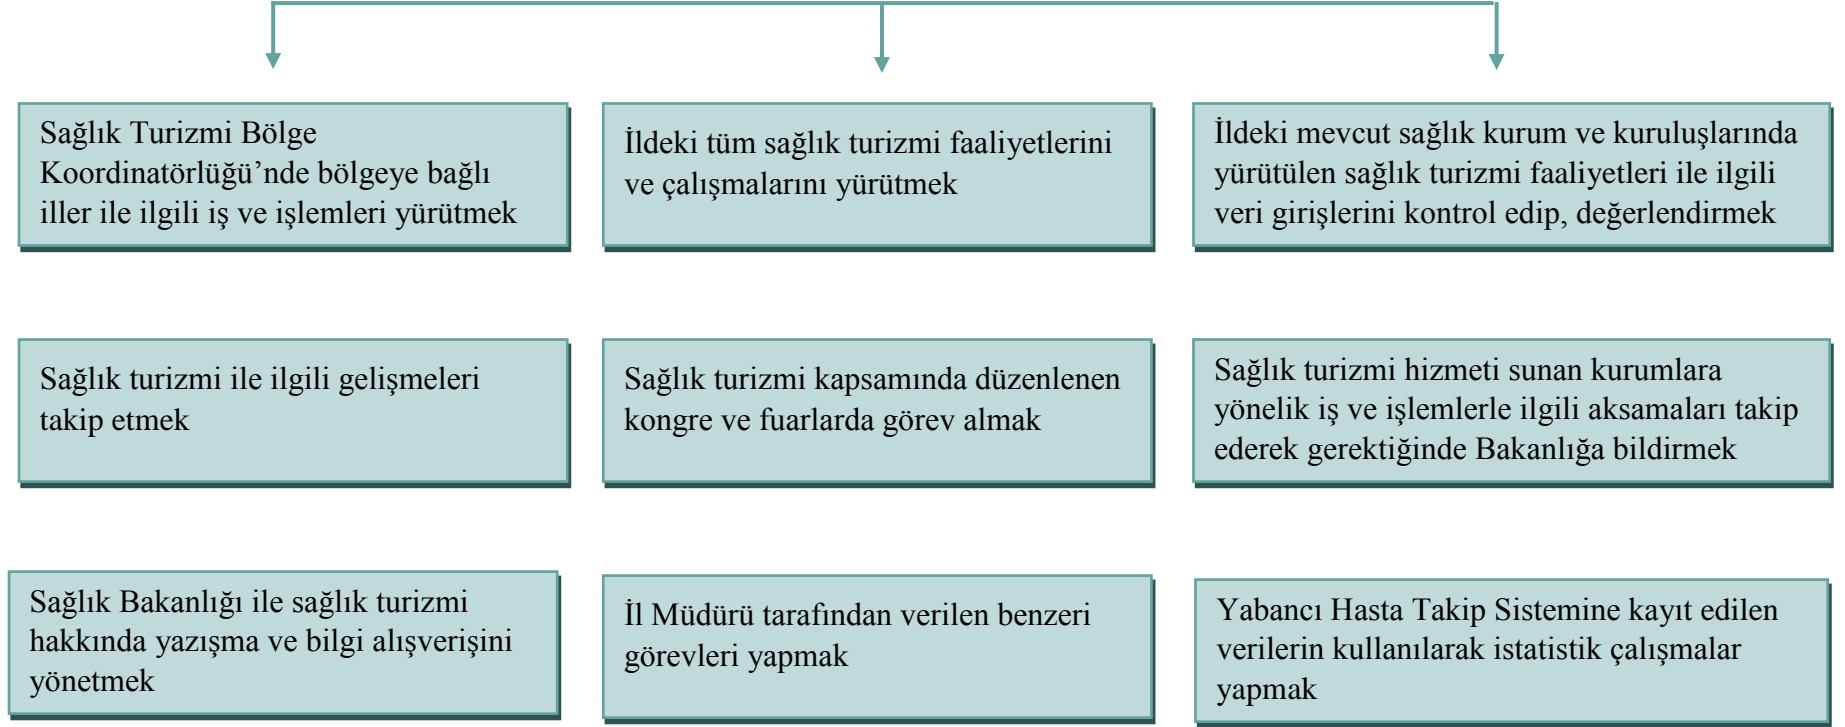 Sağlık Turizmi Bölge
Koordinatörlüğü’nde bölgeye bağlı
iller ile ilgili iş ve işlemleri yürütmek
İldeki tüm sağlık turizmi faaliyetlerini
ve çalışmalarını yürütmek
İldeki mevcut sağlık kurum ve kuruluşlarında
yürütülen sağlık turizmi faaliyetleri ile ilgili
veri girişlerini kontrol edip, değerlendirmek
Sağlık turizmi ile ilgili gelişmeleri
takip etmek
Sağlık turizmi kapsamında düzenlenen
kongre ve fuarlarda görev almak
Sağlık turizmi hizmeti sunan kurumlara
yönelik iş ve işlemlerle ilgili aksamaları takip
ederek gerektiğinde Bakanlığa bildirmek
Sağlık Bakanlığı ile sağlık turizmi
hakkında yazışma ve bilgi alışverişini
yönetmek
İl Müdürü tarafından verilen benzeri
görevleri yapmak
Yabancı Hasta Takip Sistemine kayıt edilen
verilerin kullanılarak istatistik çalışmalar
yapmak